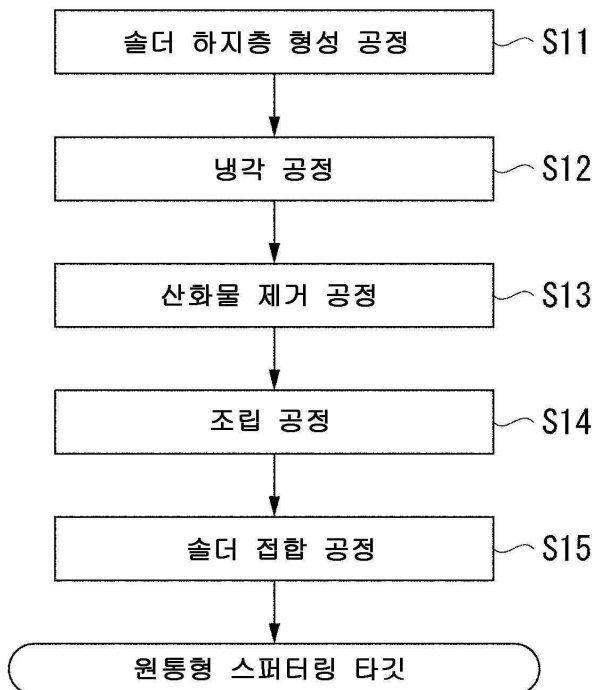 솔더 하지층 형성 공정 S11
냉각 공정 S12
산화물 제거 공정 S13
조립 공정 S14
솔더 접합 공정 S15
원통형 스퍼터링 타깃